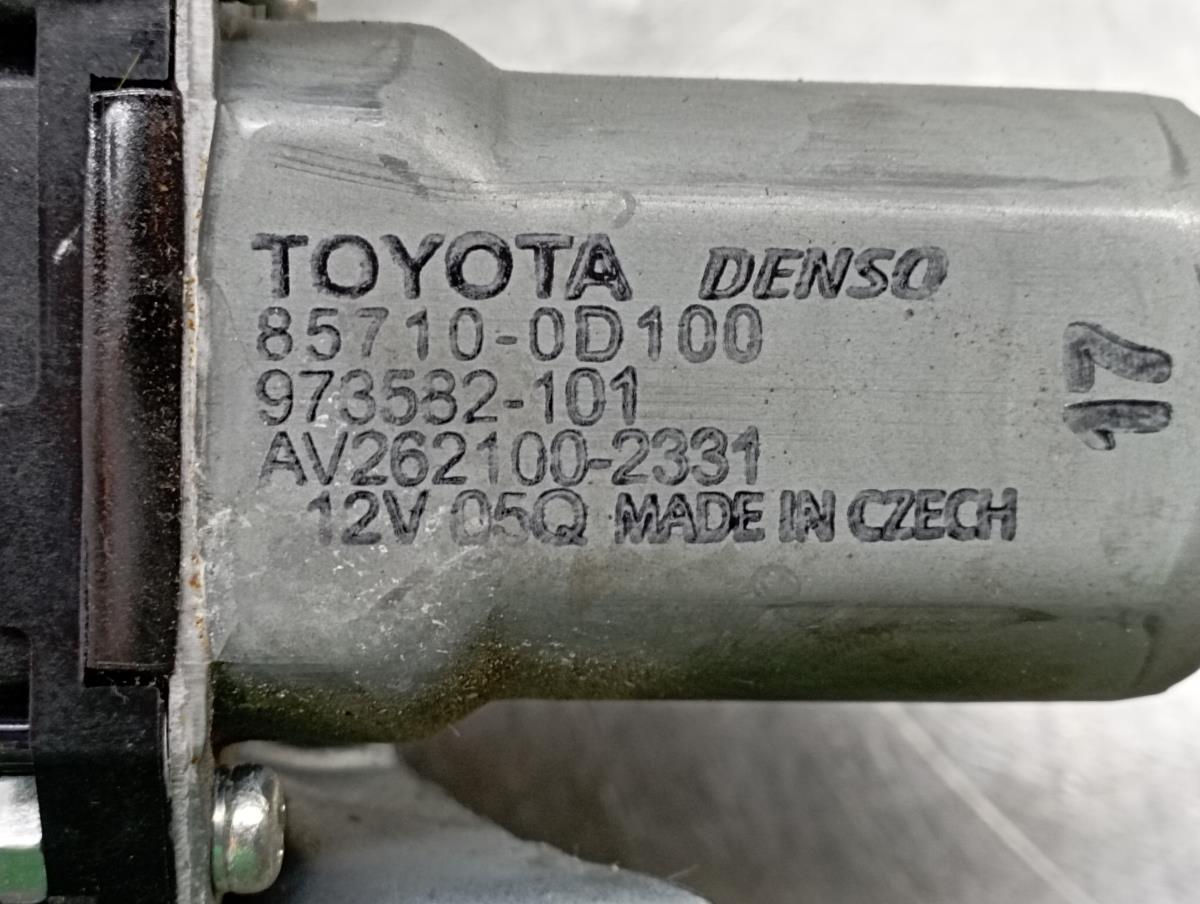 TOYOTA DENSO
85710-0D100
973582-101
AV262100-2331
12V 05Q MADE IN CZECH
17